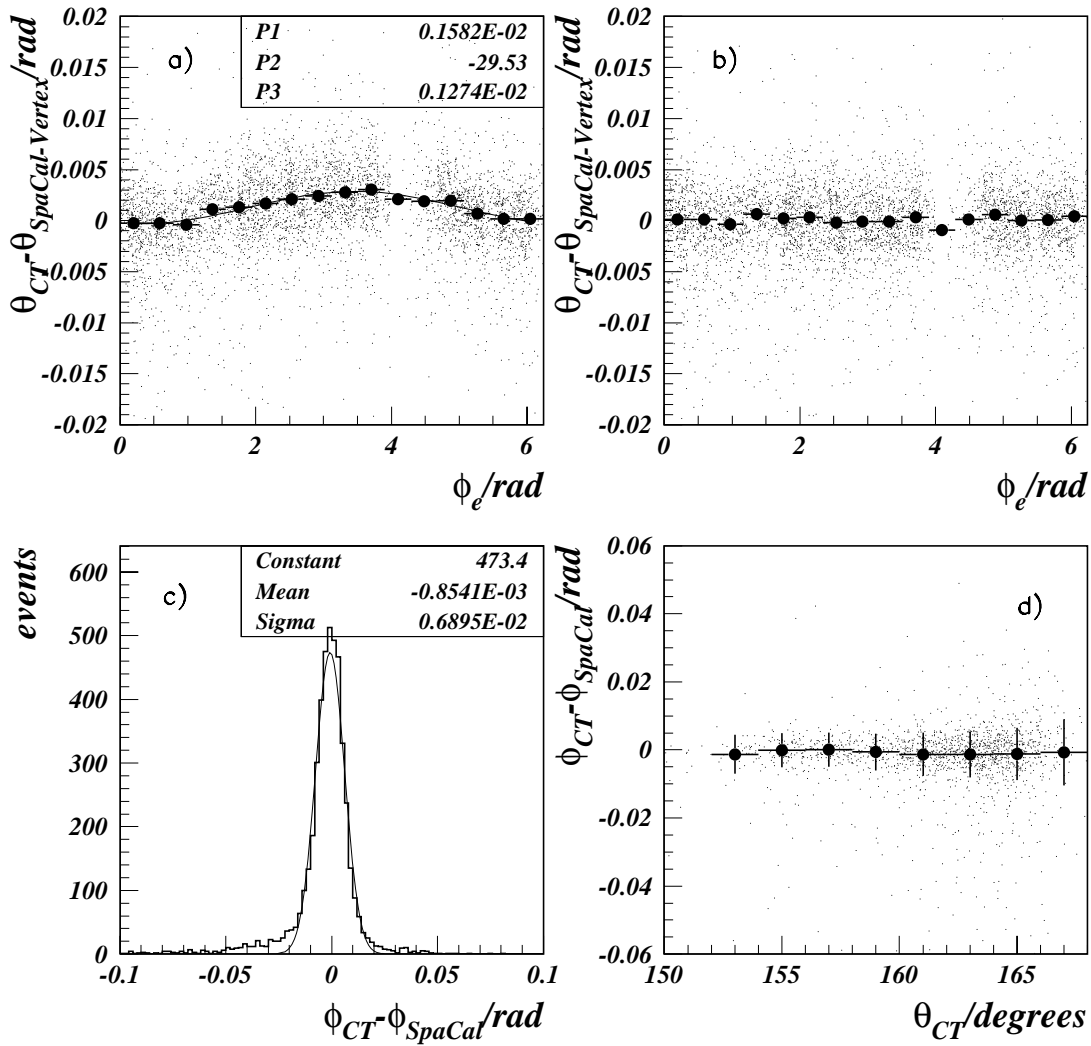 θCT-θSpaCal-Vertex/rad
a)
P1 0.1582E-02
P2 -29.53
P3 0.1274E-02
0.02
0.015
0.01
0.005
0
-0.005
-0.01
-0.015
-0.02
0 2 4 6
ϕe/rad
θCT-θSpaCal-Vertex/rad
b)
0.02
0.015
0.01
0.005
0
-0.005
-0.01
-0.015
-0.02
0 2 4 6
ϕe/rad
events
c)
Constant 473.4
Mean -0.8541E-03
Sigma 0.6895E-02
600
500
400
300
200
100
0
-0.1 -0.05 0 0.05 0.1
ϕCT-ϕSpaCal/rad
ϕCT-ϕSpaCal/rad
d)
0.06
0.04
0.02
0
-0.02
-0.04
-0.06
150 155 160 165
θCT/degrees